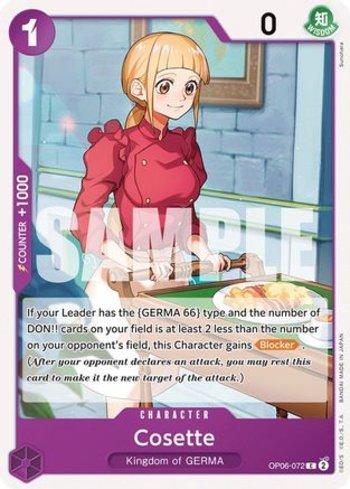 1
0
知
WISDOM
Sunohara
⚡COUNTER +1000
SAMPLE
If your Leader has the {GERMA 66} type and the number of
DON!! cards on your field is at least 2 less than the number
on your opponent's field, this Character gains Blocker .
(After your opponent declares an attack, you may rest this
card to make it the new target of the attack.)
CHARACTER
Cosette
Kingdom of GERMA
OP06-072 C 2
©E.O./S, T.A. BANDAI MADE IN JAPAN